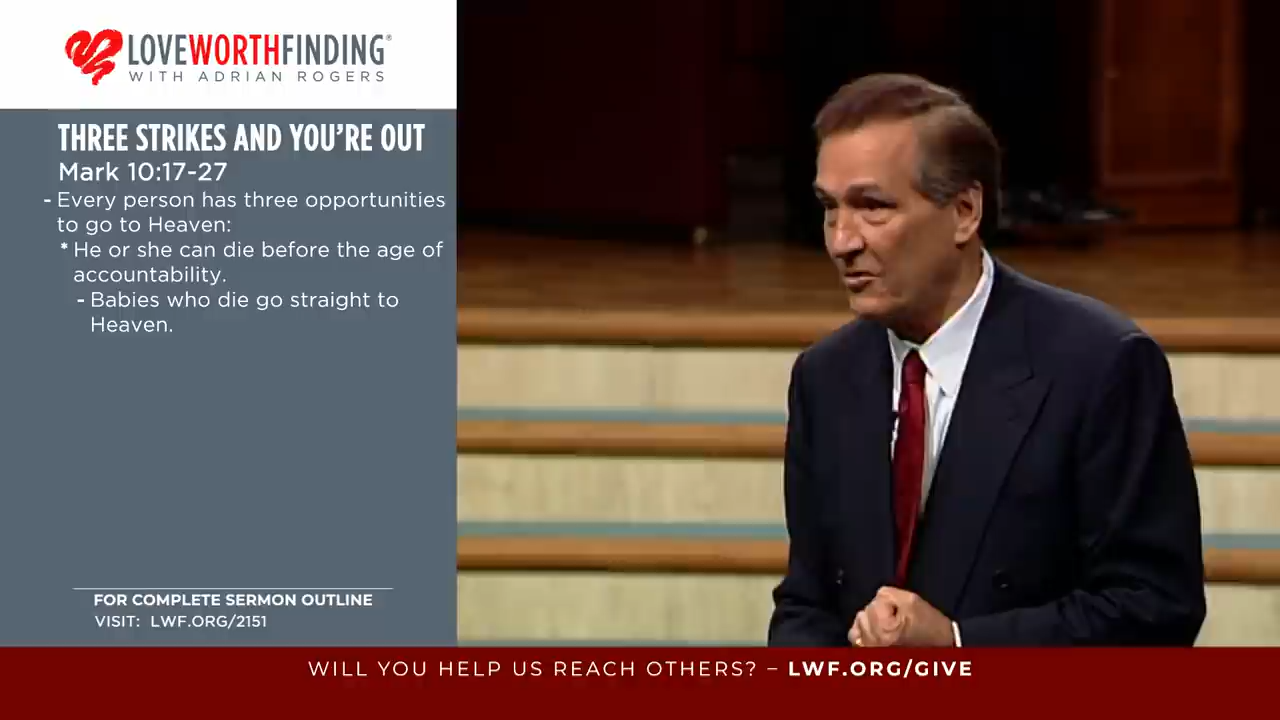 LOVEWORTHFINDING®
WITH ADRIAN ROGERS
THREE STRIKES AND YOU'RE OUT
Mark 10:17-27
- Every person has three opportunities
to go to Heaven:
* He or she can die before the age of
accountability.
- Babies who die go straight to
Heaven.
FOR COMPLETE SERMON OUTLINE
VISIT: LWF.ORG/2151
WILL YOU HELP US REACH OTHERS? – LWF.ORG/GIVE